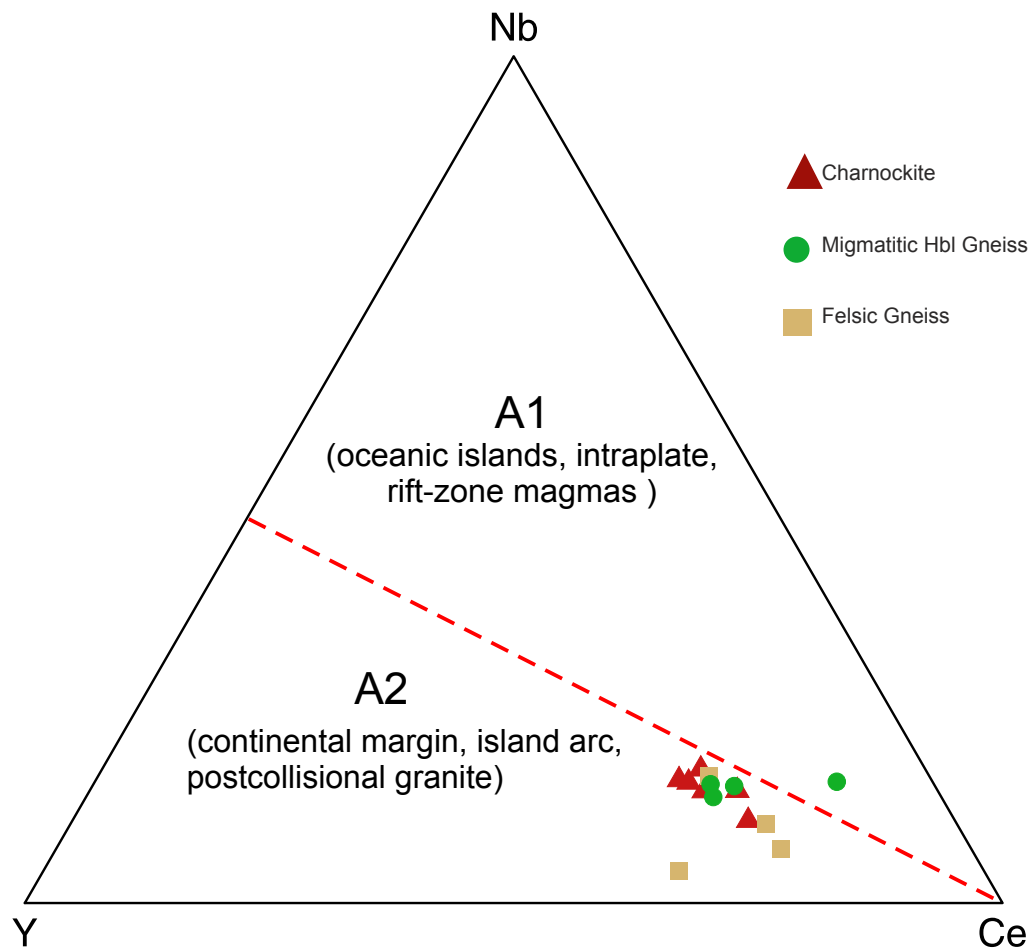 Nb
Charnockite
Migmatitic Hbl Gneiss
Felsic Gneiss
A1
(oceanic islands, intraplate,
rift-zone magmas )
A2
(continental margin, island arc,
postcollisional granite)
Y
Ce